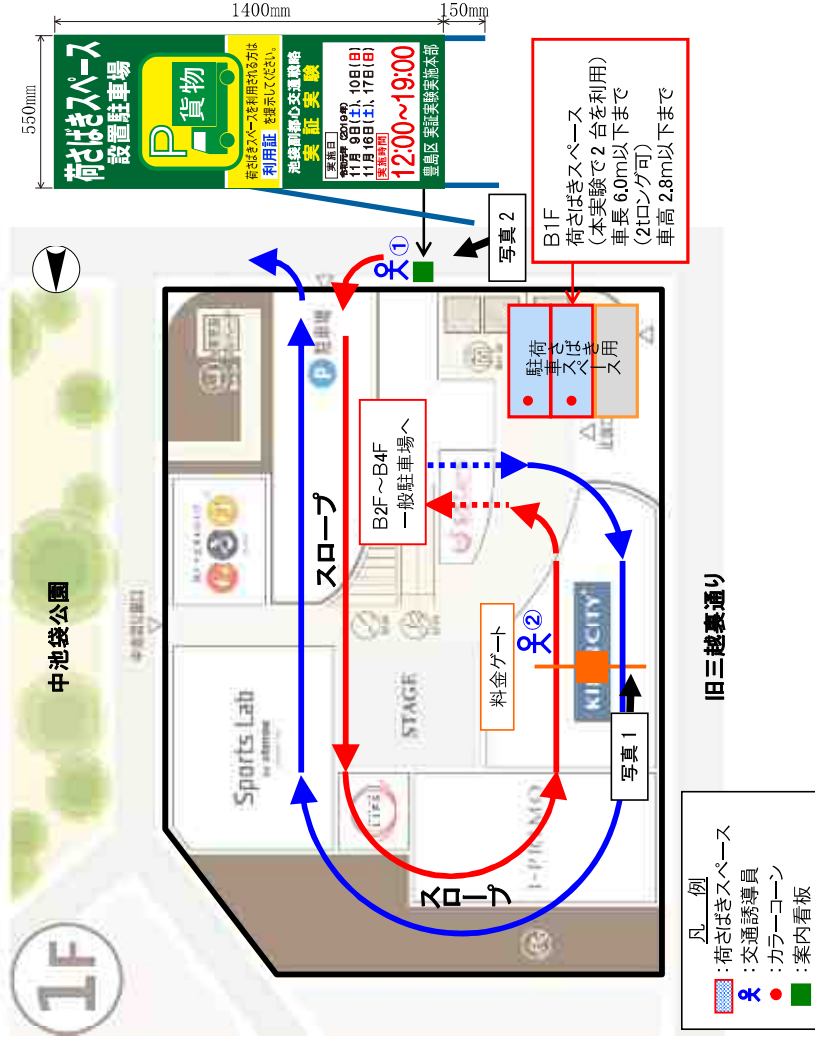 1400mm
150mm
550mm
荷さばきスペース
設置駐車場
P
貨物
荷さばきスペースを利用される方は
利用証 を提示してください。
池袋副都心交通戦略
実証実験
実施日
令和元年(2019年)
11月 9日(土)、10日(日)
11月16日(土)、17日(日)
実施時間
12:00~19:00
豊島区 実証実験実施本部
B1F
荷さばきスペース
(本実験で2 台を利用)
車長 6.0m以下まで
(2tロング可)
車高 2.8m以下まで
写真2
①
P 駐車場
駐車スペース
荷さばき用
B2F~B4F
一般駐車場へ
スロープ
中池袋公園
料金ゲート
②
STAGE
Sports Lab
写真1
旧三越裏通り
スロープ
1F
凡 例
:荷さばきスペース
:交通誘導員
:カラーコーン
:案内看板